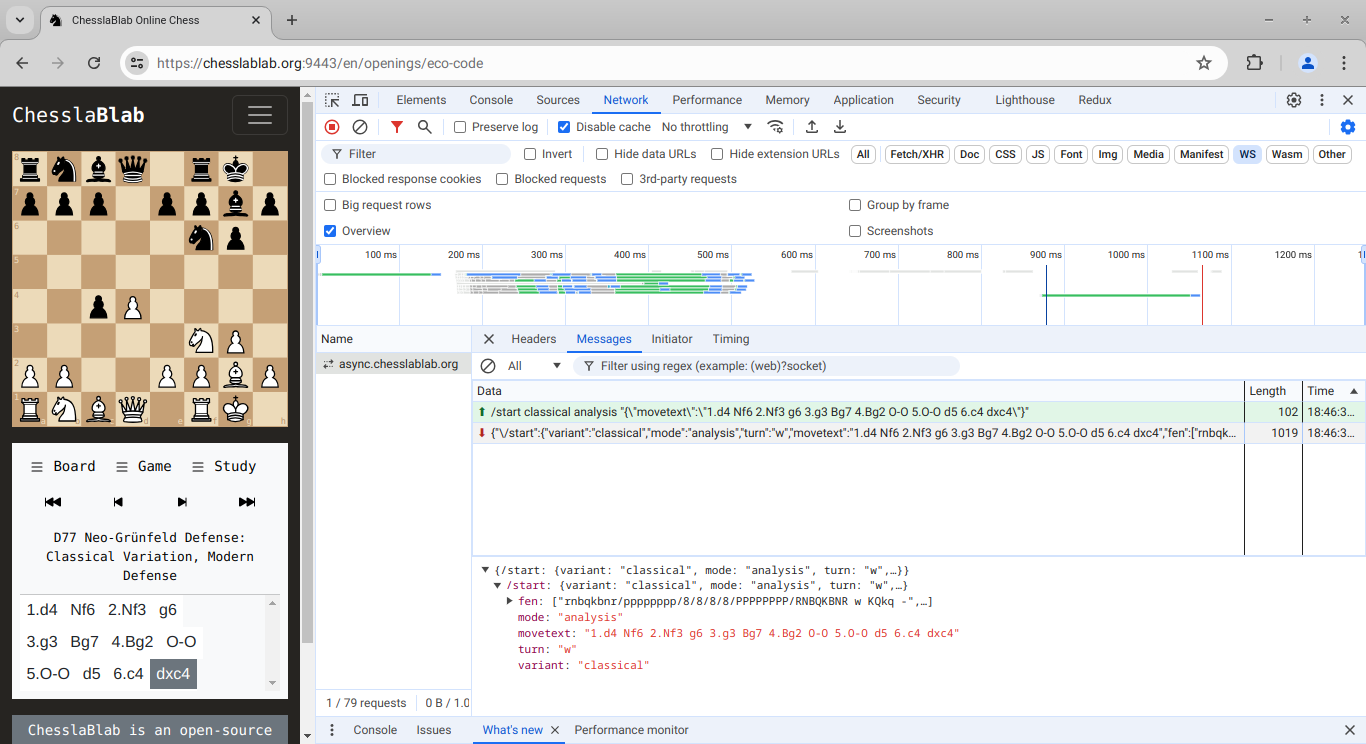 ChesslaBlab Online Chess
https://chesslablab.org:9443/en/openings/eco-code
ChesslaBlab
Elements Console Sources Network Performance Memory Application Security Lighthouse Redux
Preserve log Disable cache No throttling
Filter Invert Hide data URLs Hide extension URLs All Fetch/XHR Doc CSS JS Font Img Media Manifest WS Wasm Other
Blocked response cookies Blocked requests 3rd-party requests
Big request rows Group by frame
Overview Screenshots
100 ms 200 ms 300 ms 400 ms 500 ms 600 ms 700 ms 800 ms 900 ms 1000 ms 1100 ms 1200 ms
8
7
6
5
4
3
2
1 a b c d e f g h
Board Game Study
D77 Neo-Grünfeld Defense:
Classical Variation, Modern
Defense
1.d4 Nf6 2.Nf3 g6
3.g3 Bg7 4.Bg2 O-O
5.O-O d5 6.c4 dxc4
ChesslaBlab is an open-source
Name
async.chesslablab.org
1 / 79 requests 0 B / 1.0
Headers Messages Initiator Timing
All Filter using regex (example: (web)?socket)
Data Length Time
/start classical analysis "{\"movetext\":\"1.d4 Nf6 2.Nf3 g6 3.g3 Bg7 4.Bg2 O-O 5.O-O d5 6.c4 dxc4\"}" 102 18:46:3…
{"\/start":{"variant":"classical","mode":"analysis","turn":"w","movetext":"1.d4 Nf6 2.Nf3 g6 3.g3 Bg7 4.Bg2 O-O 5.O-O d5 6.c4 dxc4","fen":["rnbqk… 1019 18:46:3…
{/start: {variant: "classical", mode: "analysis", turn: "w",…}}
/start: {variant: "classical", mode: "analysis", turn: "w",…}
fen: ["rnbqkbnr/pppppppp/8/8/8/8/PPPPPPPP/RNBQKBNR w KQkq -",…]
mode: "analysis"
movetext: "1.d4 Nf6 2.Nf3 g6 3.g3 Bg7 4.Bg2 O-O 5.O-O d5 6.c4 dxc4"
turn: "w"
variant: "classical"
Console Issues What's new Performance monitor